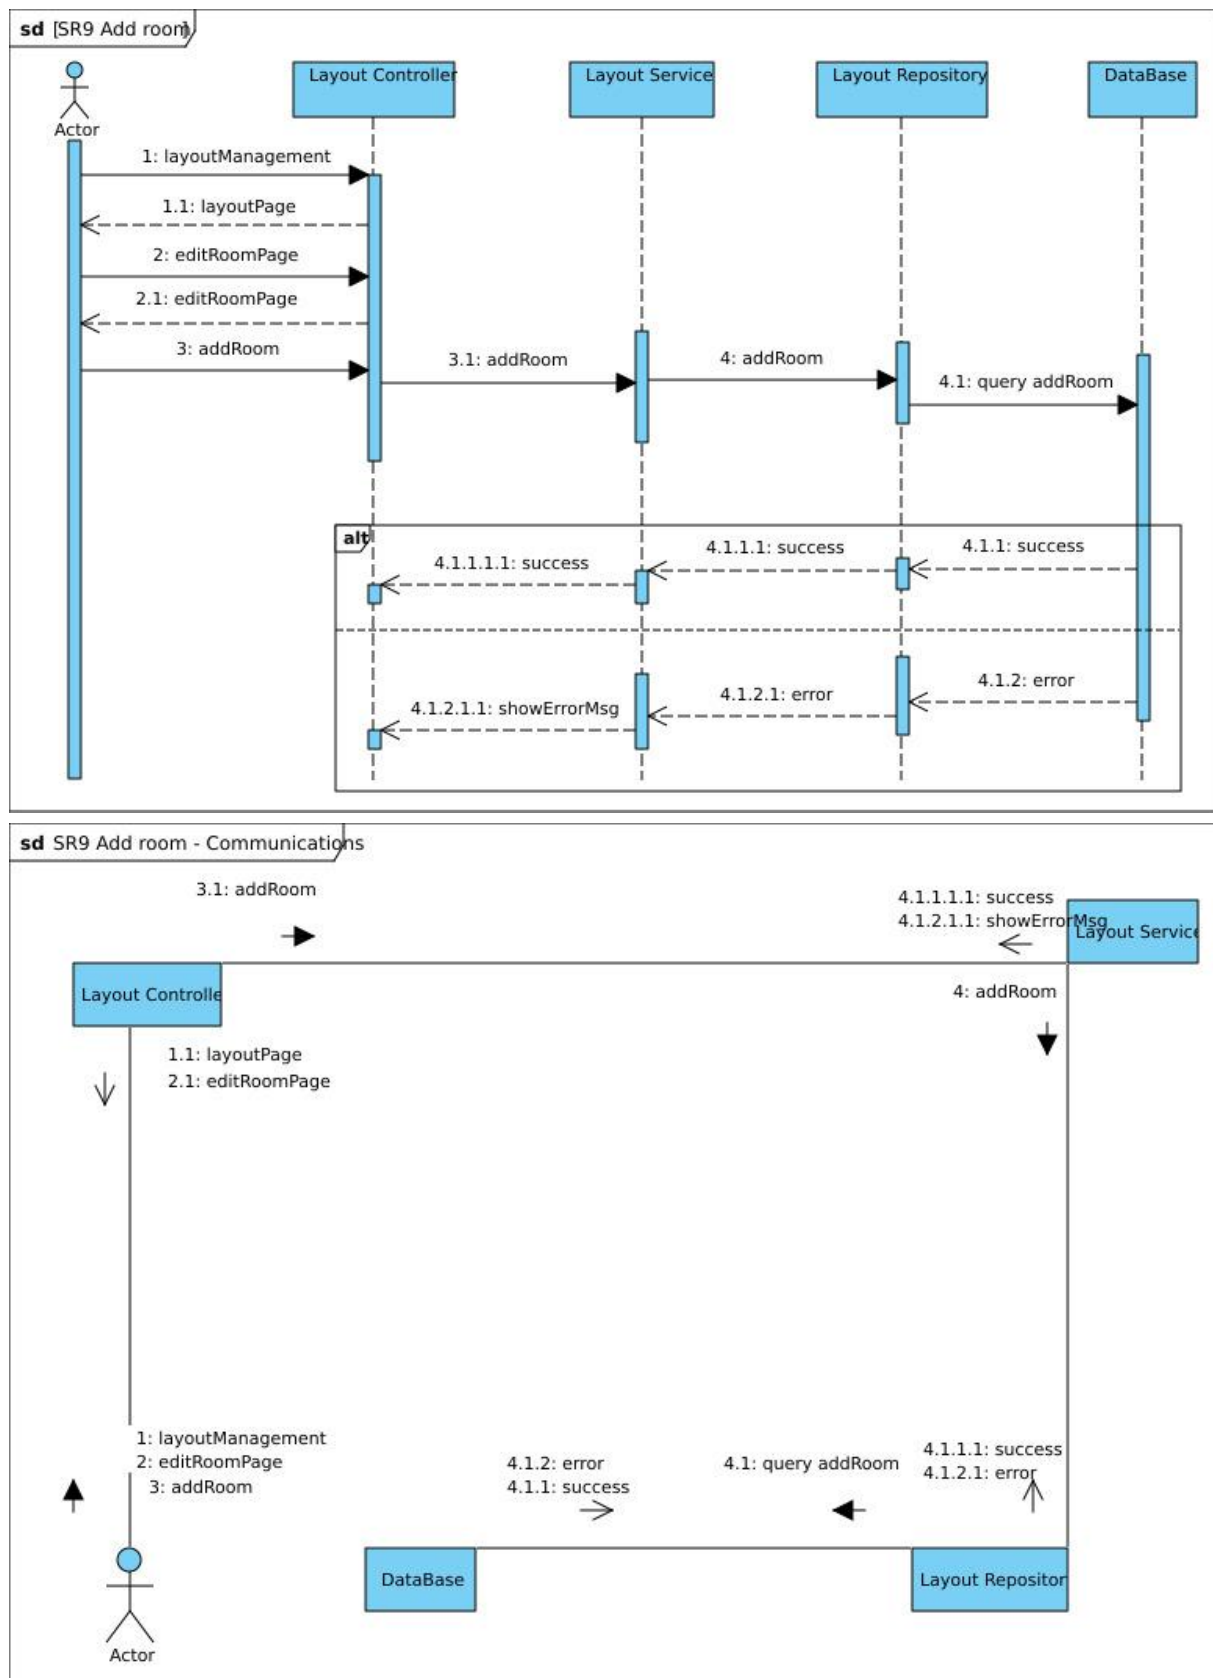 sd [SR9 Add room]
Layout Controller Layout Service Layout Repository DataBase
Actor
1: layoutManagement
1.1: layoutPage
2: editRoomPage
2.1: editRoomPage
3: addRoom
3.1: addRoom
4: addRoom
4.1: query addRoom
alt
4.1.1.1.1: success
4.1.1.1: success
4.1.1: success
4.1.2.1.1: showErrorMsg
4.1.2.1: error
4.1.2: error
sd SR9 Add room - Communications
3.1: addRoom
4.1.1.1.1: success
4.1.2.1.1: showErrorMsg
Layout Service
Layout Controlle
4: addRoom
1.1: layoutPage
2.1: editRoomPage
1: layoutManagement
2: editRoomPage
3: addRoom
4.1.2: error
4.1.1: success
4.1: query addRoom
4.1.1.1: success
4.1.2.1: error
DataBase
Layout Repositor
Actor